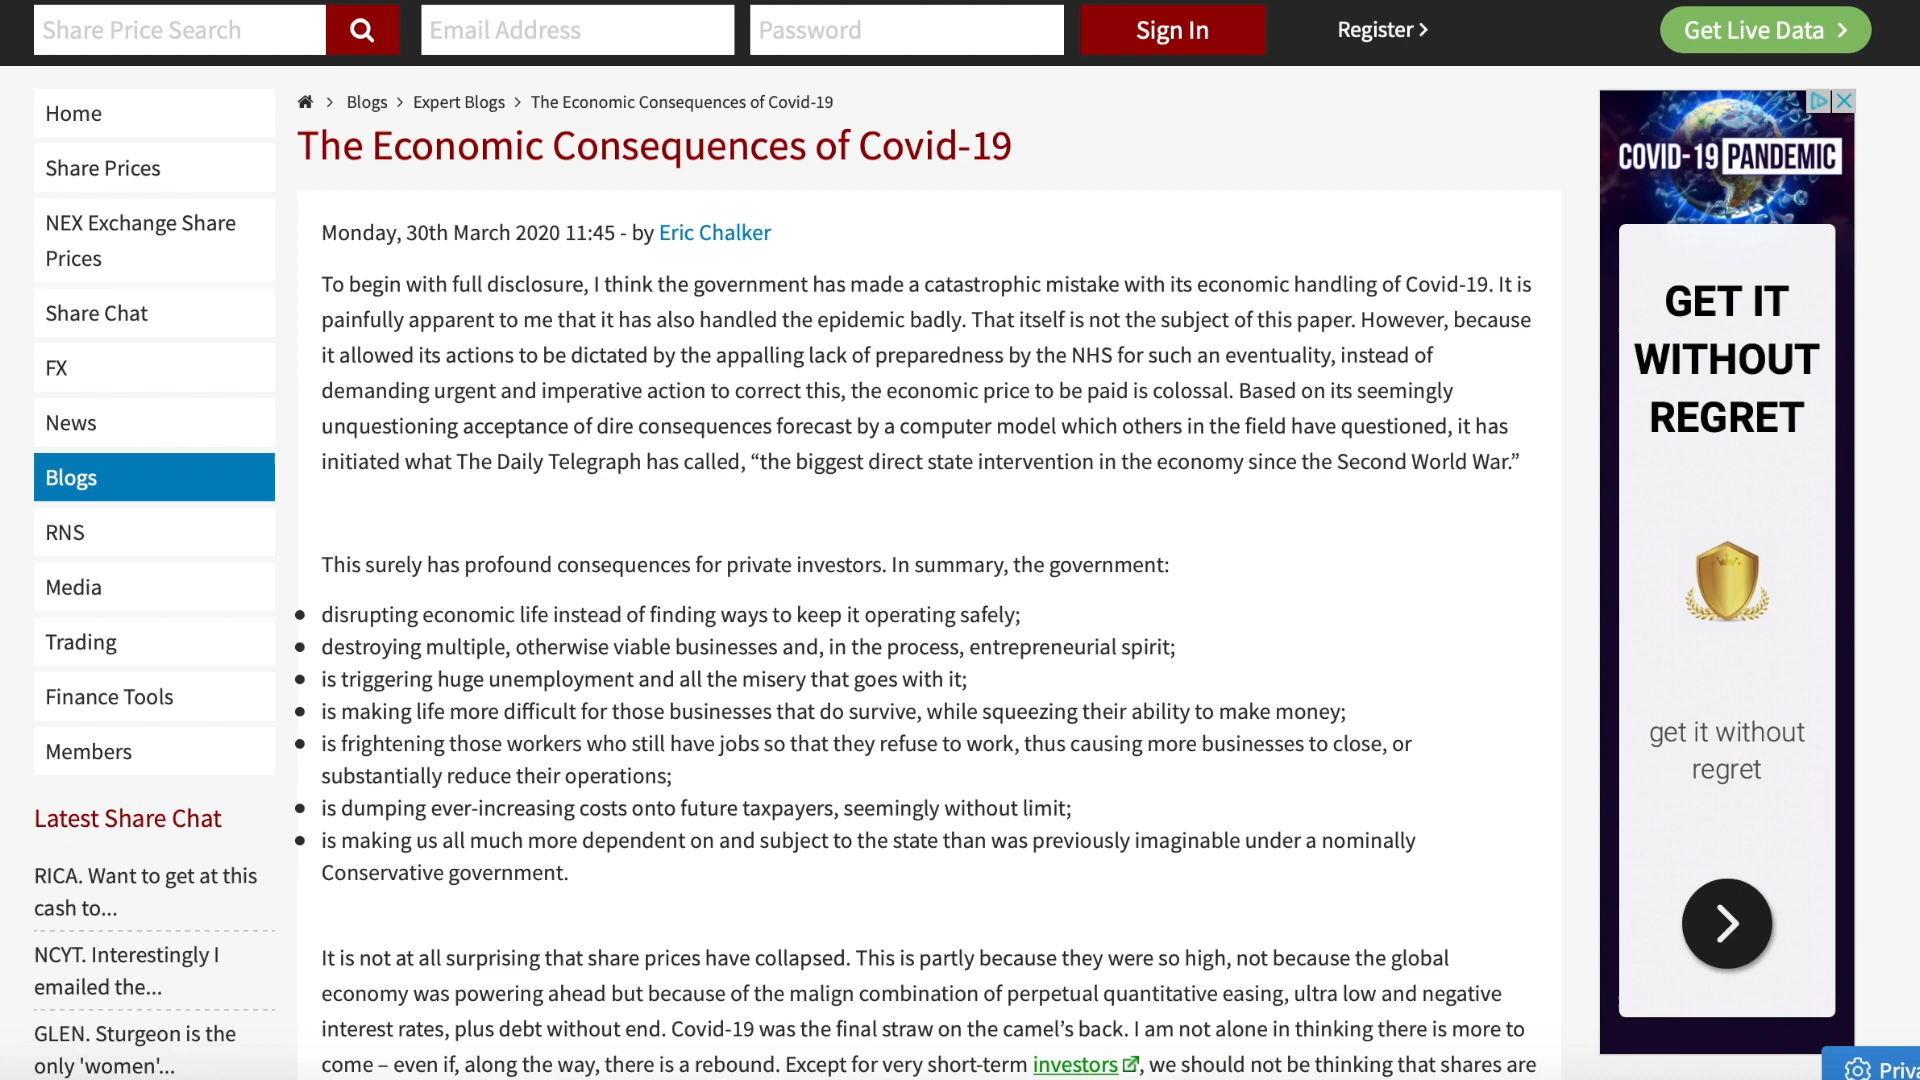 Share Price Search
Email Address
Password
Sign In
Register
Get Live Data
Home
Share Prices
NEX Exchange Share
Prices
Share Chat
FX
News
Blogs
RNS
Media
Trading
Finance Tools
Members
Latest Share Chat
RICA. Want to get at this
cash to...
NCYT. Interestingly I
emailed the...
GLEN. Sturgeon is the
only 'women'...
Blogs > Expert Blogs > The Economic Consequences of Covid-19
The Economic Consequences of Covid-19
Monday, 30th March 2020 11:45 - by Eric Chalker
To begin with full disclosure, I think the government has made a catastrophic mistake with its economic handling of Covid-19. It is
painfully apparent to me that it has also handled the epidemic badly. That itself is not the subject of this paper. However, because
it allowed its actions to be dictated by the appalling lack of preparedness by the NHS for such an eventuality, instead of
demanding urgent and imperative action to correct this, the economic price to be paid is colossal. Based on its seemingly
unquestioning acceptance of dire consequences forecast by a computer model which others in the field have questioned, it has
initiated what The Daily Telegraph has called, “the biggest direct state intervention in the economy since the Second World War.”
This surely has profound consequences for private investors. In summary, the government:
• disrupting economic life instead of finding ways to keep it operating safely;
• destroying multiple, otherwise viable businesses and, in the process, entrepreneurial spirit;
• is triggering huge unemployment and all the misery that goes with it;
• is making life more difficult for those businesses that do survive, while squeezing their ability to make money;
• is frightening those workers who still have jobs so that they refuse to work, thus causing more businesses to close, or
substantially reduce their operations;
• is dumping ever-increasing costs onto future taxpayers, seemingly without limit;
• is making us all much more dependent on and subject to the state than was previously imaginable under a nominally
Conservative government.
It is not at all surprising that share prices have collapsed. This is partly because they were so high, not because the global
economy was powering ahead but because of the malign combination of perpetual quantitative easing, ultra low and negative
interest rates, plus debt without end. Covid-19 was the final straw on the camel’s back. I am not alone in thinking there is more to
come – even if, along the way, there is a rebound. Except for very short-term investors, we should not be thinking that shares are
COVID-19 PANDEMIC
GET IT
WITHOUT
REGRET
get it without
regret
Priva